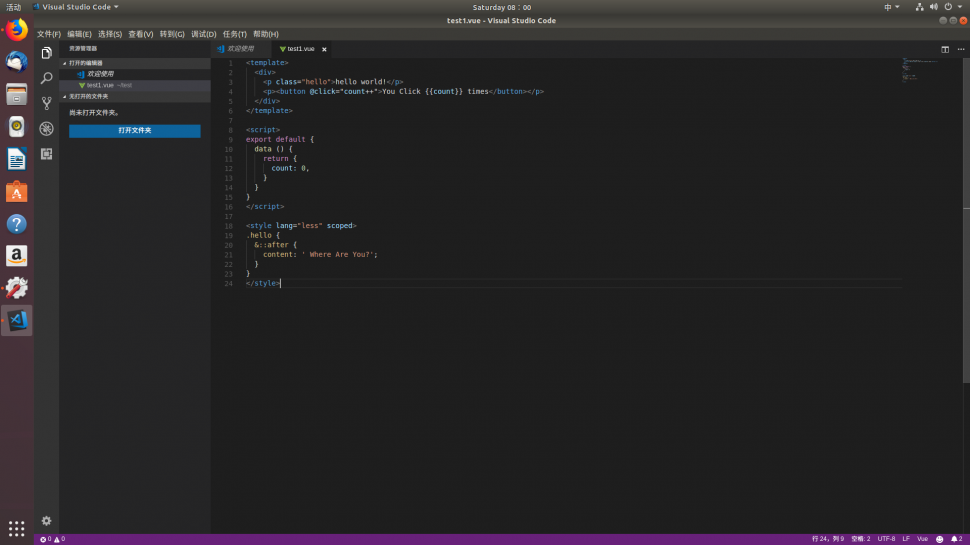 活动 Visual Studio Code Saturday 08：00 中
test1.vue - Visual Studio Code
文件(F) 编辑(E) 选择(S) 查看(V) 转到(G) 调试(D) 任务(T) 帮助(H)
资源管理器
打开的编辑器
欢迎使用
test1.vue ~/test
无打开的文件夹
尚未打开文件夹。
打开文件夹
欢迎使用 test1.vue
1 <template>
2 <div>
3 <p class="hello">hello world!</p>
4 <p><button @click="count++">You Click {{count}} times</button></p>
5 </div>
6 </template>
7
8 <script>
9 export default {
10 data () {
11 return {
12 count: 0,
13 }
14 }
15 }
16 </script>
17
18 <style lang="less" scoped>
19 .hello {
20 &::after {
21 content: ' Where Are You?';
22 }
23 }
24 </style>
0 0 行 24，列 9 空格: 2 UTF-8 LF Vue 2